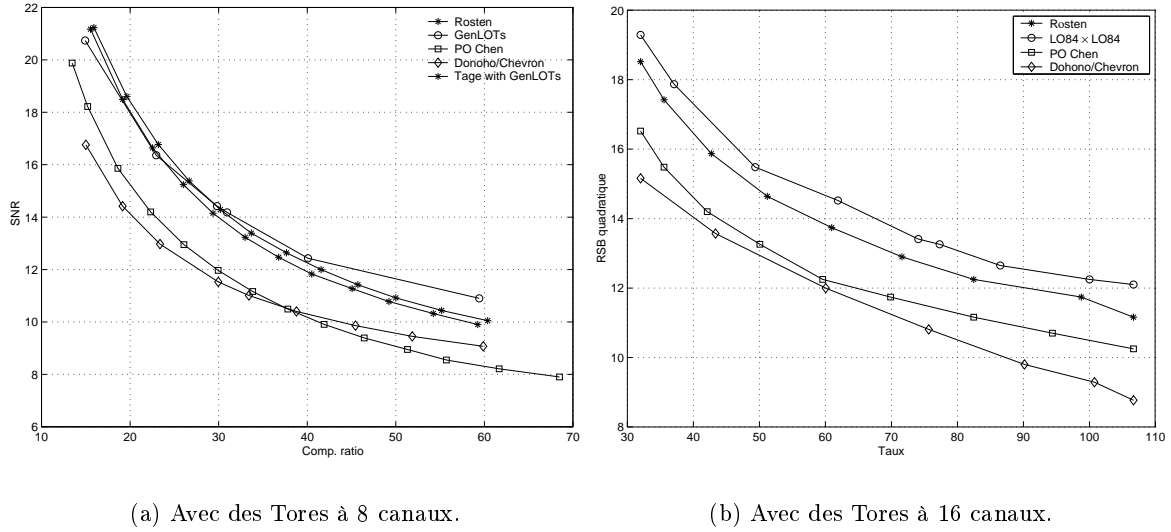 22
20
18
16
14
12
10
8
6
SNR
10 20 30 40 50 60 70
Comp. ratio
Rosten
GenLOTs
PO Chen
Donoho/Chevron
Tage with GenLOTs
(a) Avec des Tores à 8 canaux.
20
18
16
14
12
10
8
RSB quadratique
30 40 50 60 70 80 90 100 110
Taux
Rosten
LO84 × LO84
PO Chen
Dohono/Chevron
(b) Avec des Tores à 16 canaux.